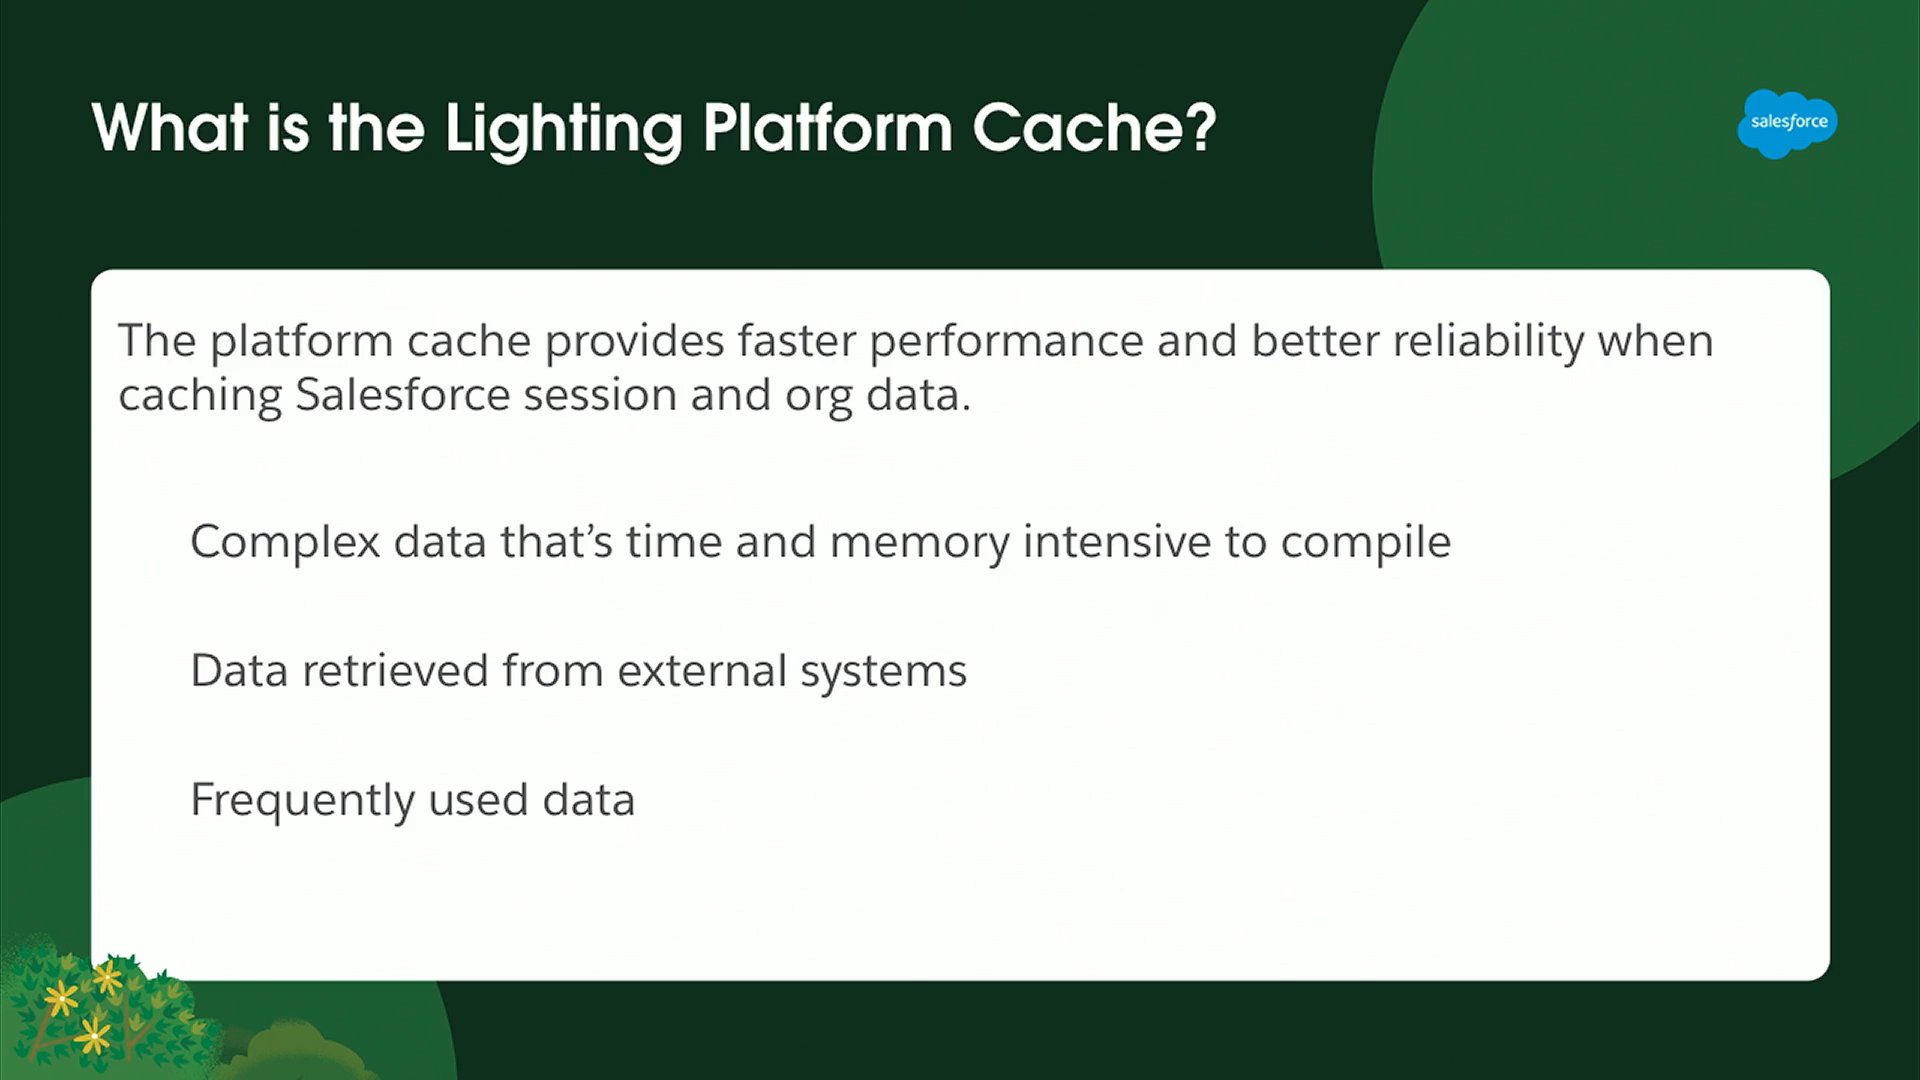 What is the Lighting Platform Cache?
salesforce
The platform cache provides faster performance and better reliability when
caching Salesforce session and org data.
Complex data that’s time and memory intensive to compile
Data retrieved from external systems
Frequently used data